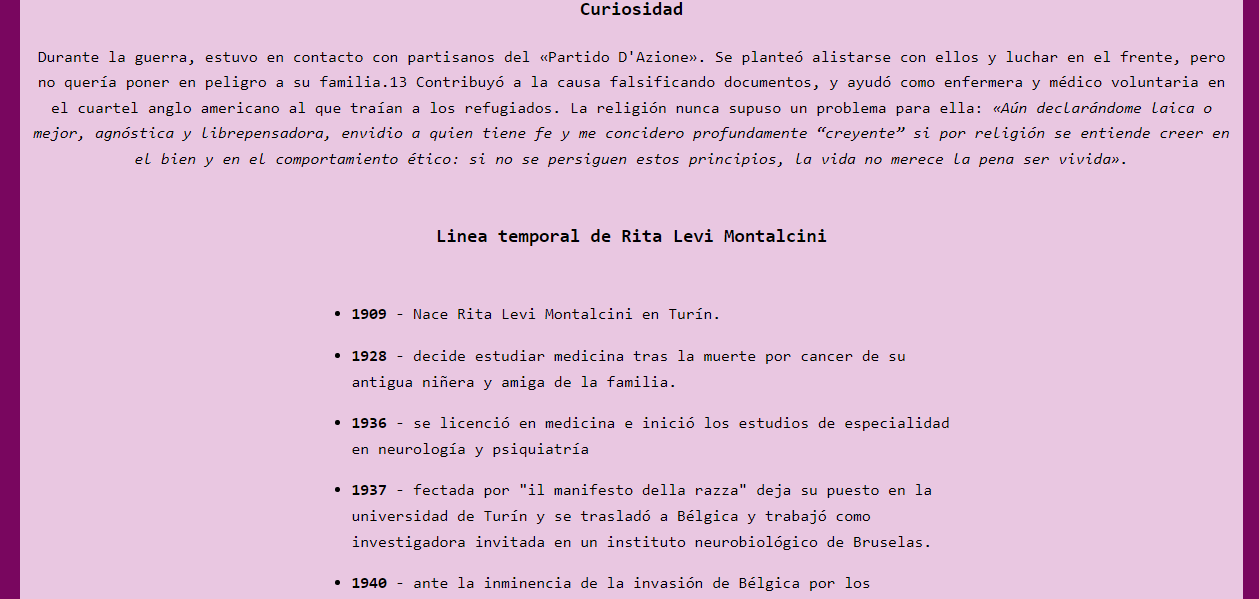 Curiosidad
Durante la guerra, estuvo en contacto con partisanos del «Partido D'Azione». Se planteó alistarse con ellos y luchar en el frente, pero
no quería poner en peligro a su familia.13 Contribuyó a la causa falsificando documentos, y ayudó como enfermera y médico voluntaria en
el cuartel anglo americano al que traían a los refugiados. La religión nunca supuso un problema para ella: «Aún declarándome laica o
mejor, agnóstica y librepensadora, envidio a quien tiene fe y me concidero profundamente “creyente” si por religión se entiende creer en
el bien y en el comportamiento ético: si no se persiguen estos principios, la vida no merece la pena ser vivida».
Linea temporal de Rita Levi Montalcini
• 1909 - Nace Rita Levi Montalcini en Turín.
• 1928 - decide estudiar medicina tras la muerte por cancer de su
antigua niñera y amiga de la familia.
• 1936 - se licenció en medicina e inició los estudios de especialidad
en neurología y psiquiatría
• 1937 - fectada por "il manifesto della razza" deja su puesto en la
universidad de Turín y se trasladó a Bélgica y trabajó como
investigadora invitada en un instituto neurobiológico de Bruselas.
• 1940 - ante la inminencia de la invasión de Bélgica por los